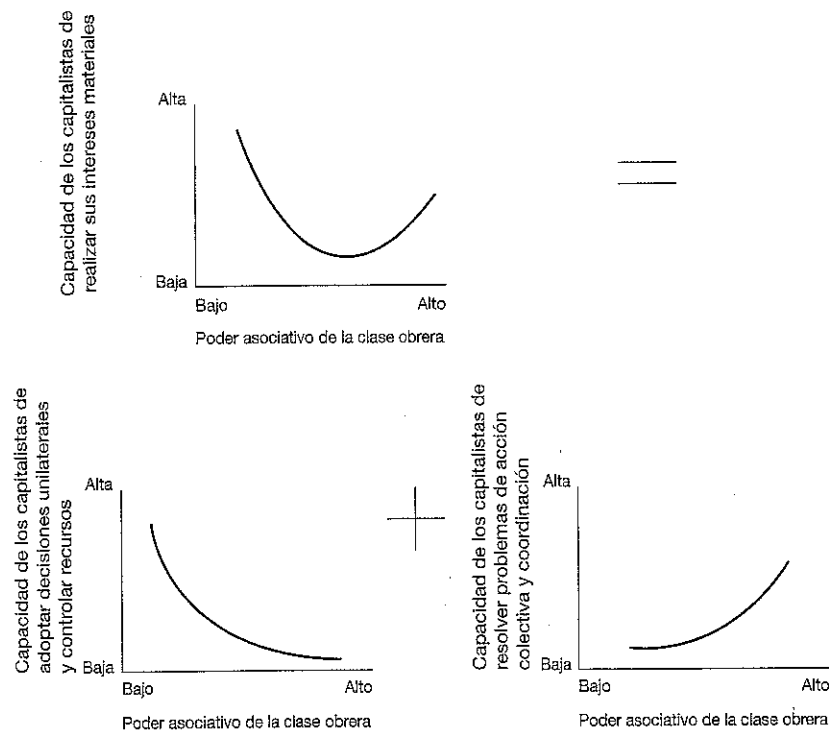 Capacidad de los capitalistas de
realizar sus intereses materiales
Alta
Baja
Bajo
Alto
Poder asociativo de la clase obrera
=
Capacidad de los capitalistas de
adoptar decisiones unilaterales
y controlar recursos
Alta
Baja
Bajo
Alto
Poder asociativo de la clase obrera
+
Capacidad de los capitalistas de
resolver problemas de acción
colectiva y coordinación
Alta
Baja
Bajo
Alto
Poder asociativo de la clase obrera